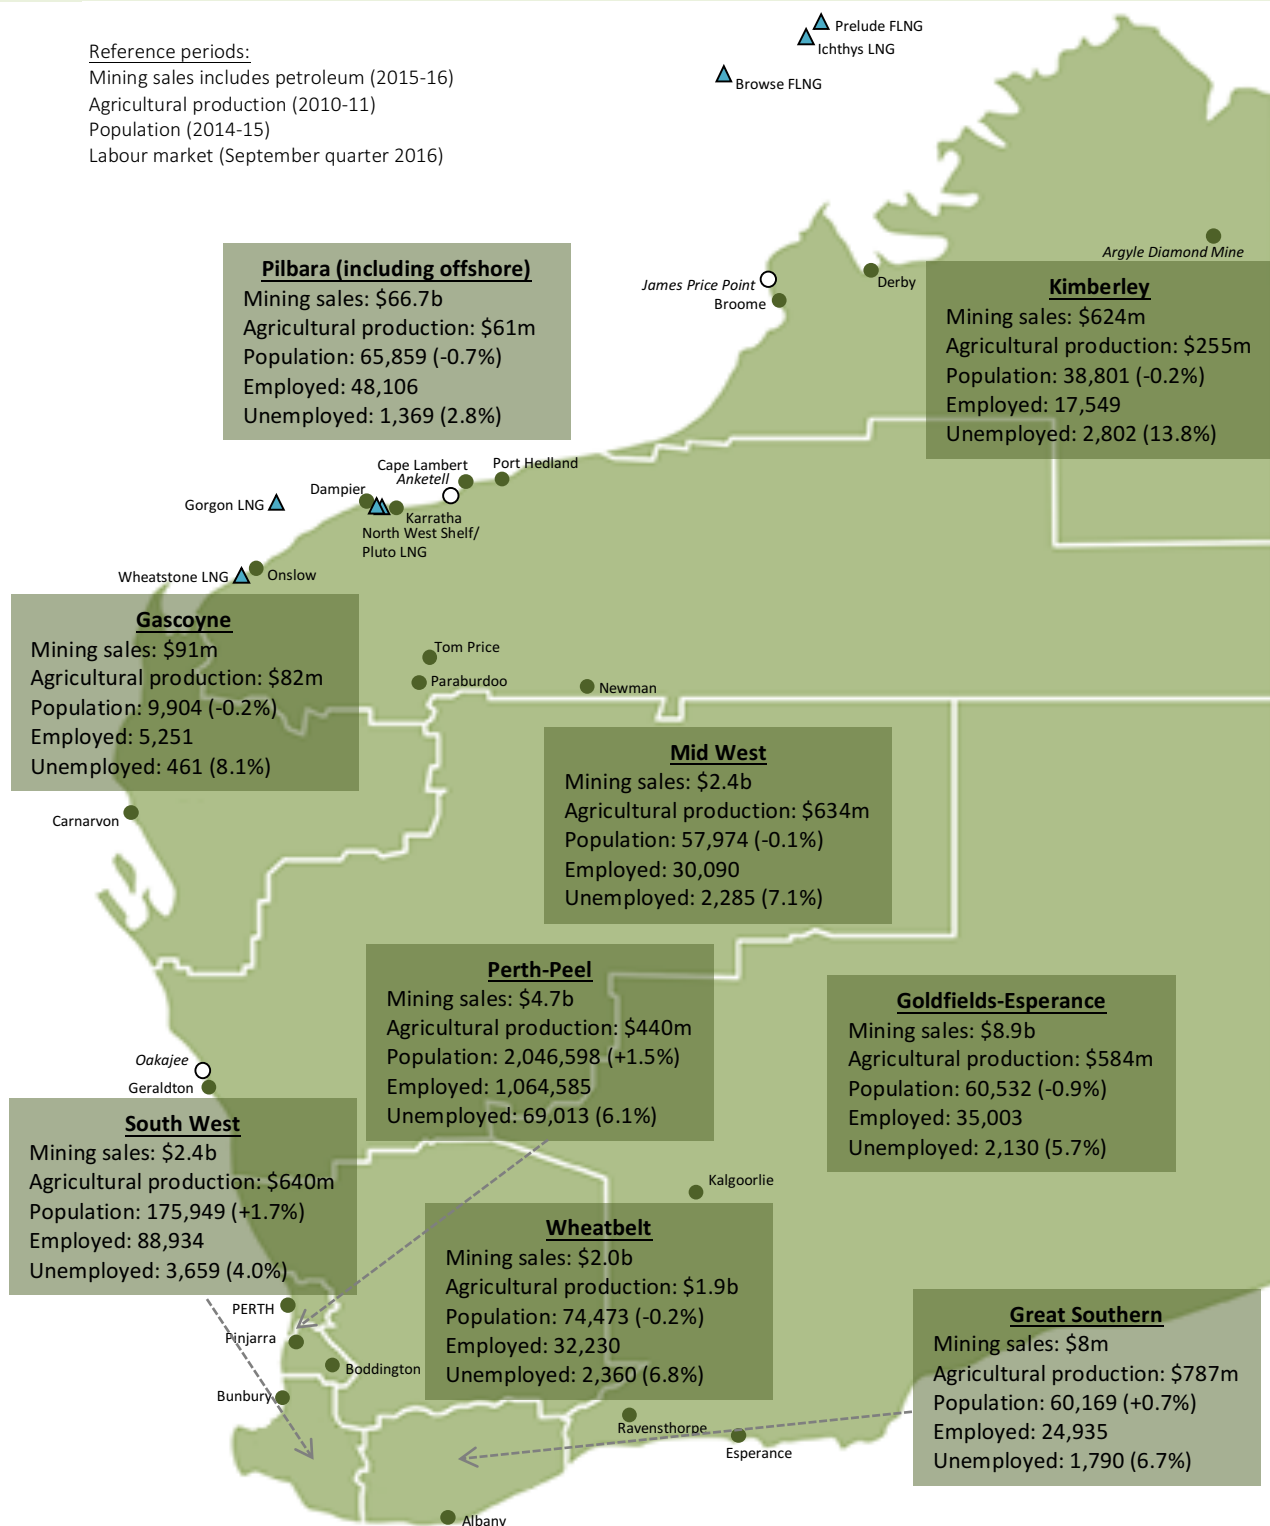 Reference periods:
Mining sales includes petroleum (2015-16)
Agricultural production (2010-11)
Population (2014-15)
Labour market (September quarter 2016)
Prelude FLNG
Ichthys LNG
Browse FLNG
Argyle Diamond Mine
James Price Point
Derby
Broome
Pilbara (including offshore)
Mining sales: $66.7b
Agricultural production: $61m
Population: 65,859 (-0.7%)
Employed: 48,106
Unemployed: 1,369 (2.8%)
Kimberley
Mining sales: $624m
Agricultural production: $255m
Population: 38,801 (-0.2%)
Employed: 17,549
Unemployed: 2,802 (13.8%)
Cape Lambert
Port Hedland
Anketell
Dampier
Gorgon LNG
Karratha
North West Shelf/
Pluto LNG
Wheatstone LNG
Onslow
Gascoyne
Mining sales: $91m
Agricultural production: $82m
Population: 9,904 (-0.2%)
Employed: 5,251
Unemployed: 461 (8.1%)
Tom Price
Paraburdoo
Newman
Carnarvon
Mid West
Mining sales: $2.4b
Agricultural production: $634m
Population: 57,974 (-0.1%)
Employed: 30,090
Unemployed: 2,285 (7.1%)
Perth-Peel
Mining sales: $4.7b
Agricultural production: $440m
Population: 2,046,598 (+1.5%)
Employed: 1,064,585
Unemployed: 69,013 (6.1%)
Goldfields-Esperance
Mining sales: $8.9b
Agricultural production: $584m
Population: 60,532 (-0.9%)
Employed: 35,003
Unemployed: 2,130 (5.7%)
Oakajee
Geraldton
South West
Mining sales: $2.4b
Agricultural production: $640m
Population: 175,949 (+1.7%)
Employed: 88,934
Unemployed: 3,659 (4.0%)
Kalgoorlie
Wheatbelt
Mining sales: $2.0b
Agricultural production: $1.9b
Population: 74,473 (-0.2%)
Employed: 32,230
Unemployed: 2,360 (6.8%)
PERTH
Pinjarra
Boddington
Bunbury
Great Southern
Mining sales: $8m
Agricultural production: $787m
Population: 60,169 (+0.7%)
Employed: 24,935
Unemployed: 1,790 (6.7%)
Ravensthorpe
Esperance
Albany